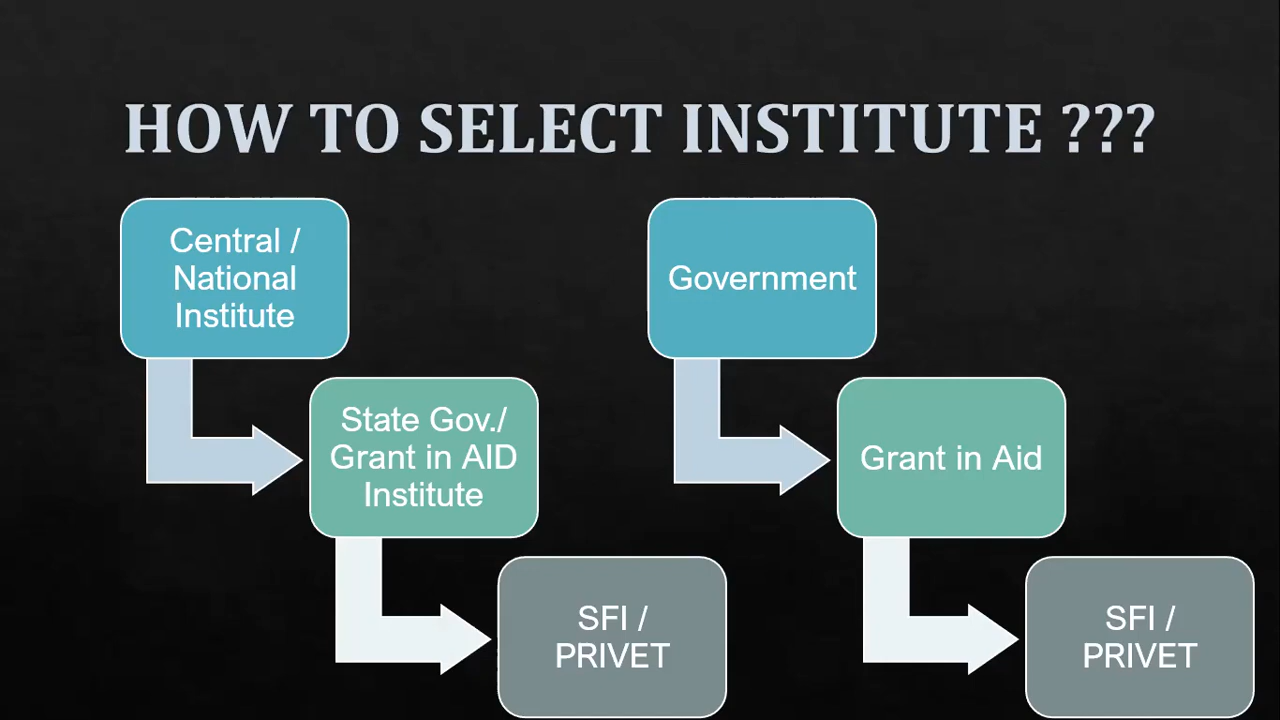 HOW TO SELECT INSTITUTE ???
Central /
National
Institute
State Gov./
Grant in AID
Institute
SFI /
PRIVET
Government
Grant in Aid
SFI /
PRIVET